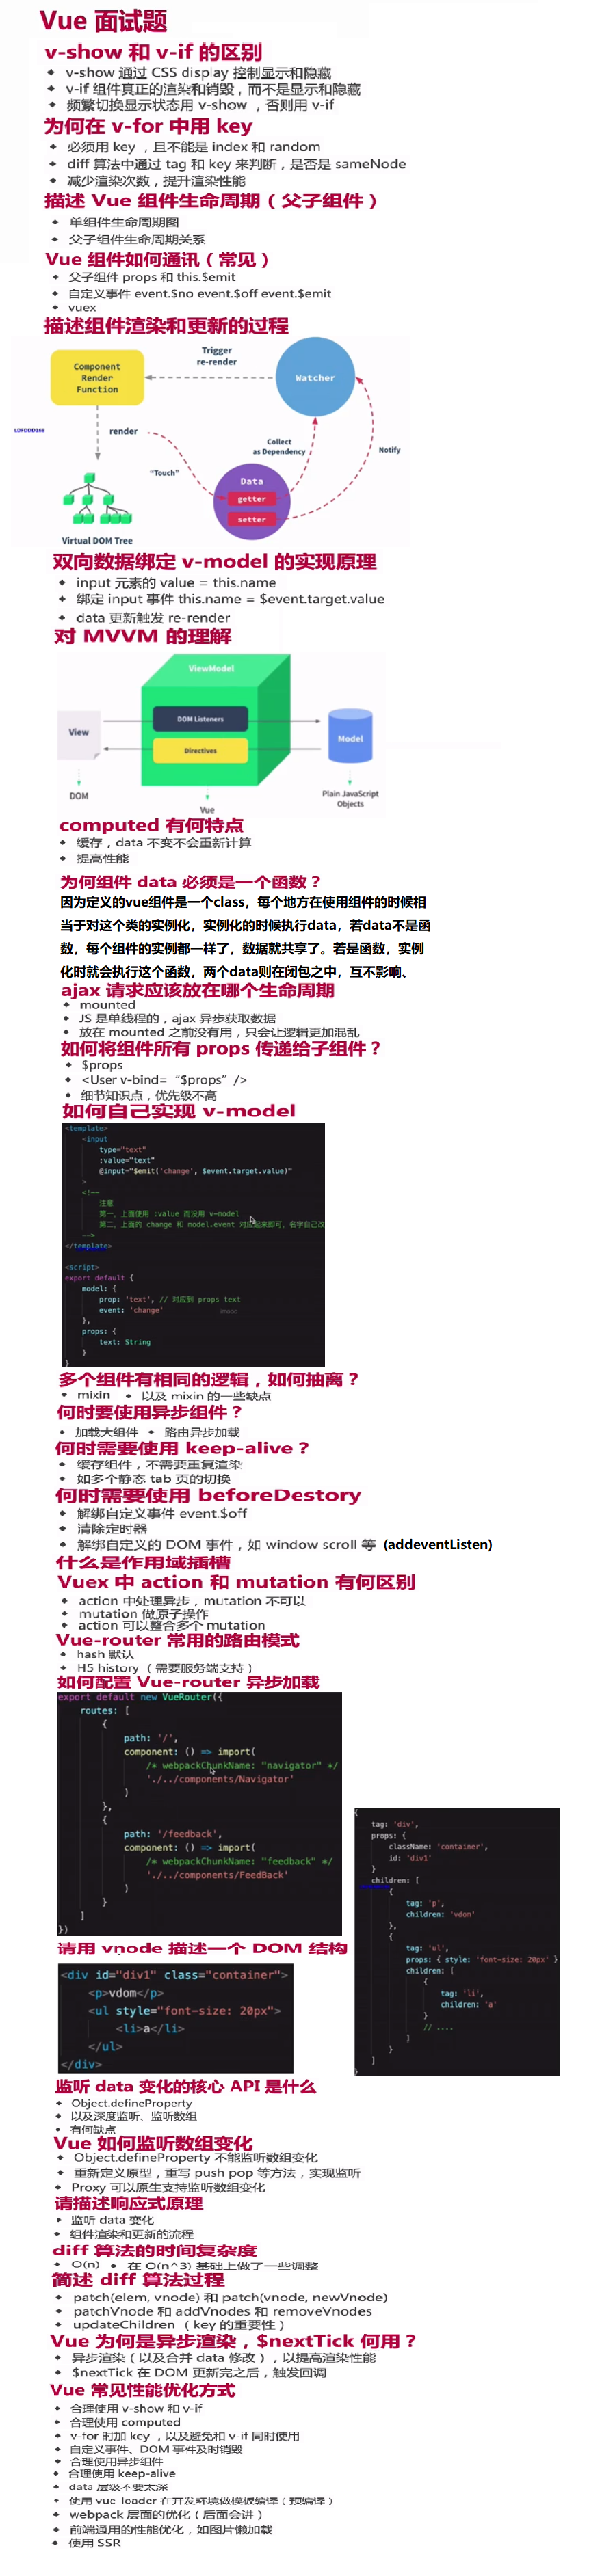 Vue 面试题
v-show 和 v-if 的区别
v-show 通过 CSS display 控制显示和隐藏
v-if 组件真正的渲染和销毁，而不是显示和隐藏
频繁切换显示状态用 v-show ，否则用 v-if
为何在 v-for 中用 key
必须用 key ，且不能是 index 和 random
diff 算法中通过 tag 和 key 来判断，是否是 sameNode
减少渲染次数，提升渲染性能
描述 Vue 组件生命周期（父子组件）
单组件生命周期图
父子组件生命周期关系
Vue 组件如何通讯（常见）
父子组件 props 和 this.$emit
自定义事件 event.$no event.$off event.$emit
vuex
描述组件渲染和更新的过程
Component
Render
Function
Trigger
re-render
Watcher
render
Collect
as Dependency
Notify
"Touch"
Data
getter
setter
Virtual DOM Tree
双向数据绑定 v-model 的实现原理
input 元素的 value = this.name
绑定 input 事件 this.name = $event.target.value
data 更新触发 re-render
对 MVVM 的理解
ViewModel
View
DOM Listeners
Directives
Model
DOM
Vue
Plain JavaScript
Objects
computed 有何特点
缓存，data 不变不会重新计算
提高性能
为何组件 data 必须是一个函数？
因为定义的vue组件是一个class，每个地方在使用组件的时候相
当于对这个类的实例化，实例化的时候执行data，若data不是函
数，每个组件的实例都一样了，数据就共享了。若是函数，实例
化时就会执行这个函数，两个data则在闭包之中，互不影响、
ajax 请求应该放在哪个生命周期
mounted
JS 是单线程的，ajax 异步获取数据
放在 mounted 之前没有用，只会让逻辑更加混乱
如何将组件所有 props 传递给子组件？
$props
<User v-bind= “$props” />
细节知识点，优先级不高
如何自己实现 v-model
<template>
<input
type="text"
:value="text"
@input="$emit('change', $event.target.value)"
>
<!--
注意
第一，上面使用 :value 而没用 v-model
第二，上面的 change 和 model.event 对应起来即可，名字自己改
-->
</template>
<script>
export default {
model: {
prop: 'text', // 对应到 props text
event: 'change'
},
props: {
text: String
}
}
多个组件有相同的逻辑，如何抽离？
mixin 以及 mixin 的一些缺点
何时要使用异步组件？
加载大组件 路由异步加载
何时需要使用 keep-alive？
缓存组件，不需要重复渲染
如多个静态 tab 页的切换
何时需要使用 beforeDestory
解绑自定义事件 event.$off
清除定时器
解绑自定义的 DOM 事件，如 window scroll 等 (addeventListen)
什么是作用域插槽
Vuex 中 action 和 mutation 有何区别
action 中处理异步，mutation 不可以
mutation 做原子操作
action 可以整合多个 mutation
Vue-router 常用的路由模式
hash 默认
H5 history （需要服务端支持）
如何配置 Vue-router 异步加载
export default new VueRouter({
routes: [
{
path: '/',
component: () => import(
/* webpackChunkName: "navigator" */
'./../components/Navigator'
)
},
{
path: '/feedback',
component: () => import(
/* webpackChunkName: "feedback" */
'./../components/FeedBack'
)
}
]
})
{
tag: 'div',
props: {
className: 'container',
id: 'div1'
}
children: [
{
tag: 'p',
children: 'vdom'
},
{
tag: 'ul',
props: { style: 'font-size: 20px' }
children: [
{
tag: 'li',
children: 'a'
}
// ....
]
}
]
}
请用 vnode 描述一个 DOM 结构
<div id="div1" class="container">
<p>vdom</p>
<ul style="font-size: 20px">
<li>a</li>
</ul>
</div>
监听 data 变化的核心 API 是什么
Object.defineProperty
以及深度监听、监听数组
有何缺点
Vue 如何监听数组变化
Object.defineProperty 不能监听数组变化
重新定义原型，重写 push pop 等方法，实现监听
Proxy 可以原生支持监听数组变化
请描述响应式原理
监听 data 变化
组件渲染和更新的流程
diff 算法的时间复杂度
O(n) 在 O(n^3) 基础上做了一些调整
简述 diff 算法过程
patch(elem, vnode) 和 patch(vnode, newVnode)
patchVnode 和 addVnodes 和 removeVnodes
updateChildren （key 的重要性）
Vue 为何是异步渲染，$nextTick 何用？
异步渲染（以及合并 data 修改），以提高渲染性能
$nextTick 在 DOM 更新完之后，触发回调
Vue 常见性能优化方式
合理使用 v-show 和 v-if
合理使用 computed
v-for 时加 key ，以及避免和 v-if 同时使用
自定义事件、DOM 事件及时销毁
合理使用异步组件
合理使用 keep-alive
data 层级不要太深
使用 vue-loader 在开发环境做模板编译（预编译）
webpack 层面的优化（后面会讲）
前端通用的性能优化，如图片懒加载
使用 SSR